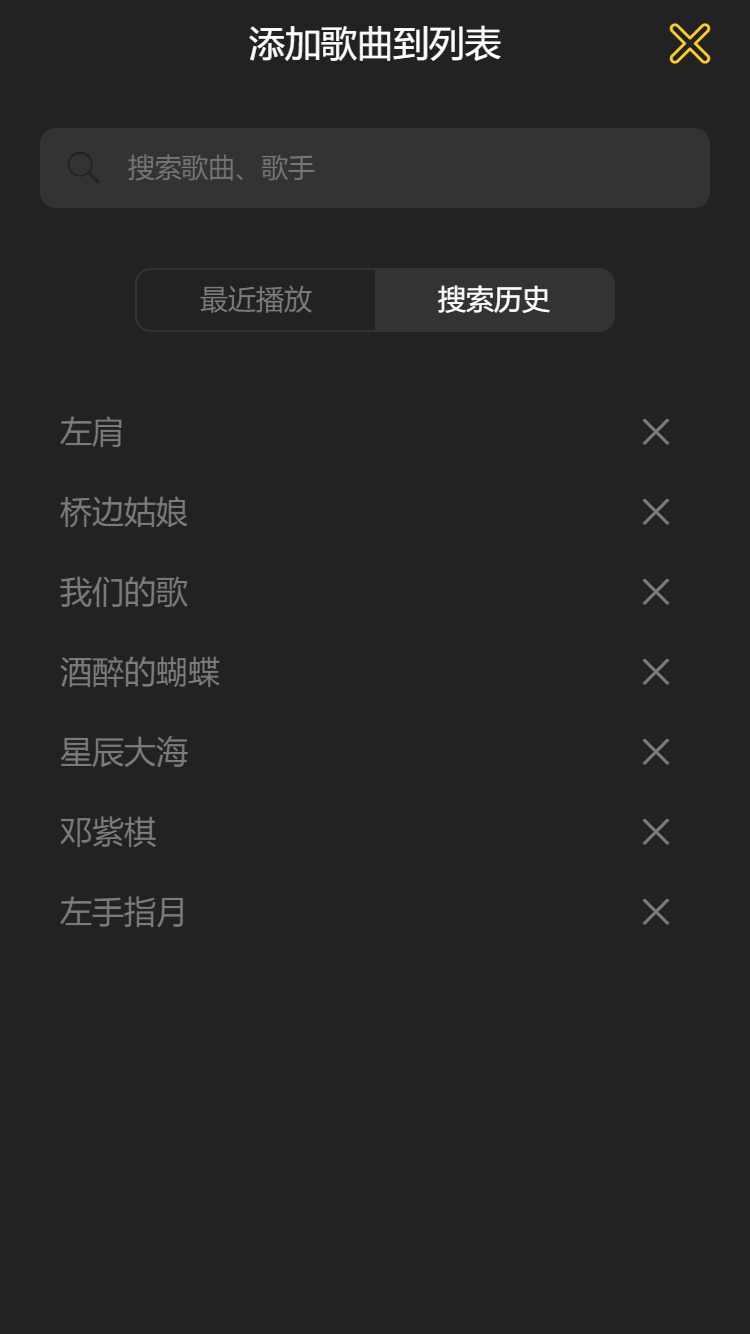 添加歌曲到列表
搜索歌曲、歌手
最近播放 搜索历史
左肩
桥边姑娘
我们的歌
酒醉的蝴蝶
星辰大海
邓紫棋
左手指月